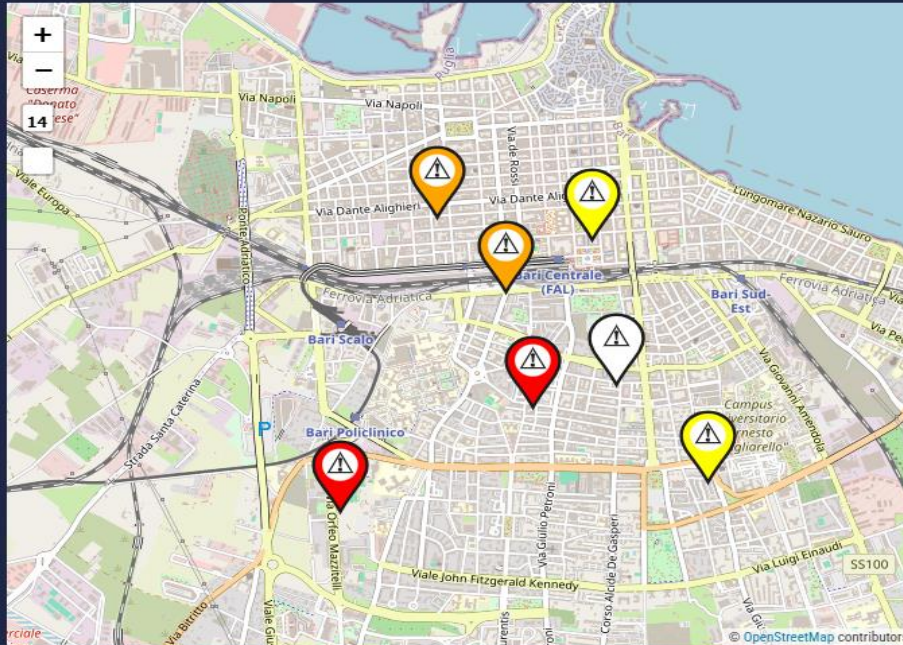 +
−
14
Caserma
"Donato
Via Napoli
Via Napoli
Puglie
Bari
Via de Rossi
Viale Europa
Ponte Adriatico
Via Dante Alighieri
Via Dante
Lungomare Nazario Sauro
Bari Centrale
(FAL)
Ferrovia Adriatica
Ferrovia Adriatica
Bari Sud-
Est
Bari Scalo
Via Giovanni Amendola
Strada Santa Caterina
Campus
Ernesto
Bari Policlinico
P
Via Orfeo Mazzitelli
Via Giulio Petroni
Corso Alcide De Gasperi
Viale John Fitzgerald Kennedy
Via Luigi Einaudi
SS100
Via Bitritto
© OpenStreetMap contributor